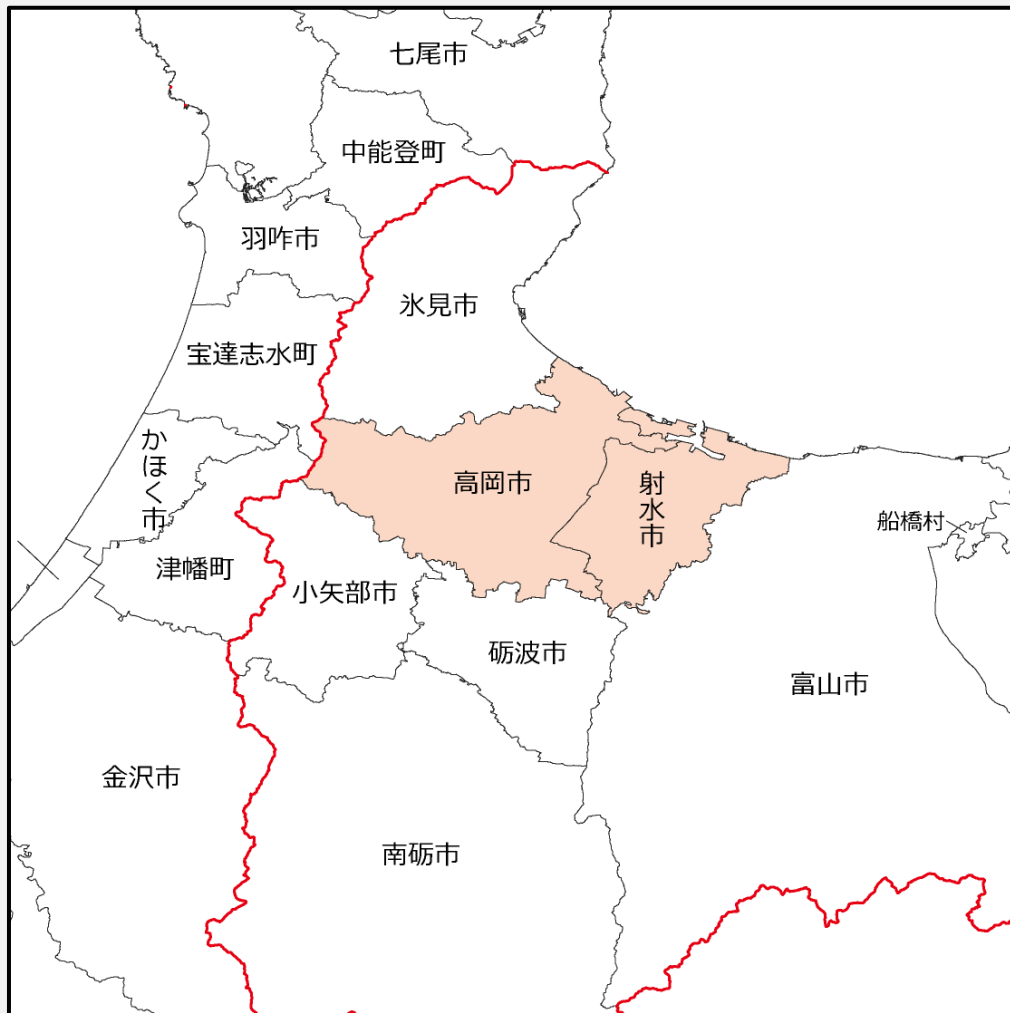 七尾市
中能登町
羽咋市
氷見市
宝達志水町
かほく市
高岡市
射水市
船橋村
津幡町
小矢部市
砺波市
富山市
金沢市
南砺市